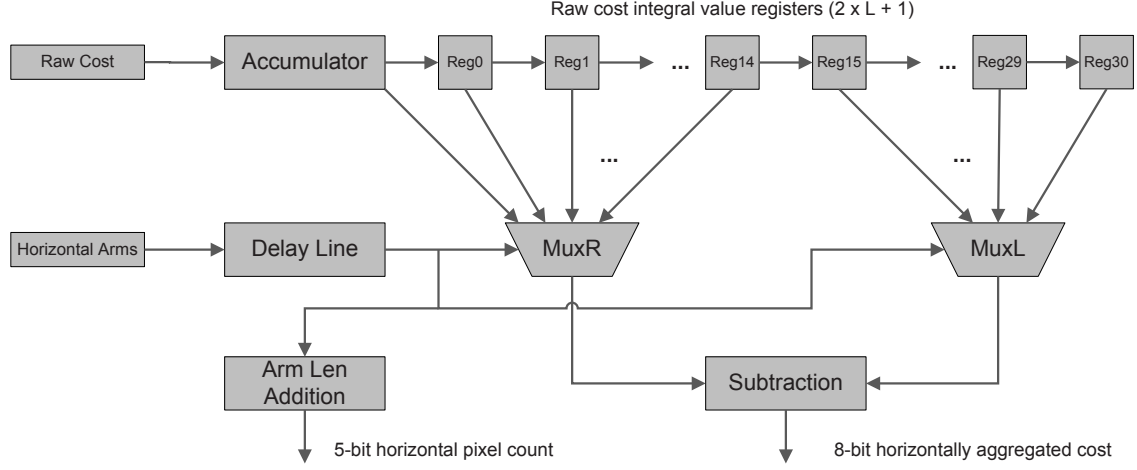 Raw cost integral value registers (2 x L + 1)
Raw Cost
Accumulator
Reg0
Reg1
...
Reg14
Reg15
...
Reg29
Reg30
...
...
Horizontal Arms
Delay Line
MuxR
MuxL
Arm Len
Addition
Subtraction
5-bit horizontal pixel count
8-bit horizontally aggregated cost